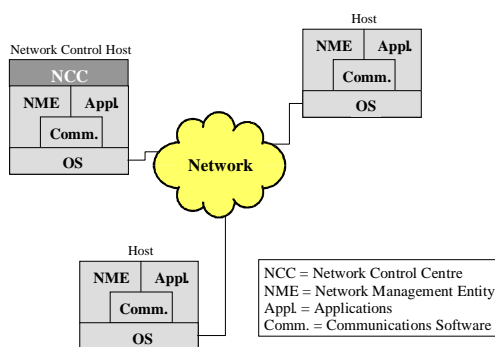 Host
NME Appl.
Comm.
OS
Network Control Host
NCC
NME Appl.
Comm.
OS
Network
Host
NME Appl.
Comm.
OS
NCC = Network Control Centre
NME = Network Management Entity
Appl. = Applications
Comm. = Communications Software